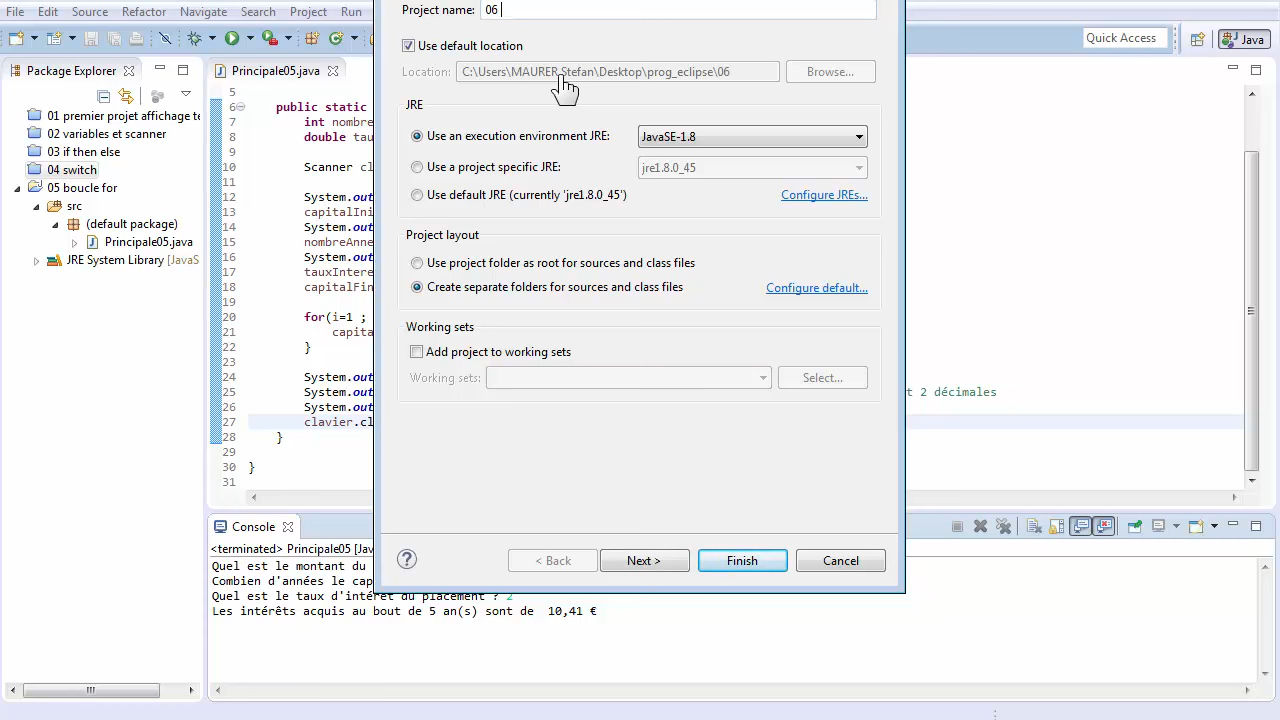 File Edit Source Refactor Navigate Search Project Run
Project name: 06
Quick Access
Java
Package Explorer
Principale05.java
Use default location
Location: C:\Users\MAURER.Stefan\Desktop\prog_eclipse\06 Browse...
JRE
Use an execution environment JRE: JavaSE-1.8
Use a project specific JRE: jre1.8.0_45
Use default JRE (currently 'jre1.8.0_45') Configure JREs...
Project layout
Use project folder as root for sources and class files
Create separate folders for sources and class files Configure default...
Working sets
Add project to working sets
Working sets: Select...
< Back Next > Finish Cancel
01 premier projet affichage te
02 variables et scanner
03 if then else
04 switch
05 boucle for
src
(default package)
Principale05.java
JRE System Library [JavaS
5
6 public static
7 int nombre
8 double tau
9
10 Scanner cl
11
12 System.out
13 capitalIni
14 System.out
15 nombreAnne
16 System.out
17 tauxIntere
18 capitalFin
19
20 for(i=1 ;
21 capita
22 }
23
24 System.out
25 System.out t 2 décimales
26 System.out
27 clavier.cl
28 }
29
30 }
31
Console
<terminated> Principale05 [Jav
Quel est le montant du
Combien d'années le cap
Quel est le taux d'intérêt du placement ? 2
Les intérêts acquis au bout de 5 an(s) sont de 10,41 €